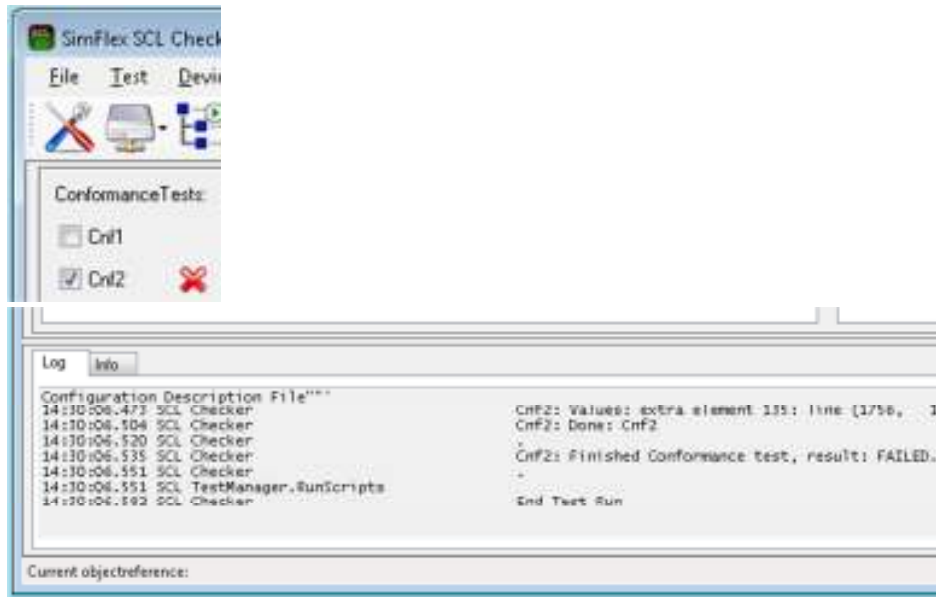 SimFlex SCL Check
File Test Devi
ConformanceTests:
Cnf1
Cnf2
Log Info
Configuration Description File""'
14:30:06.473 SCL Checker Cnf2: Values: extra element 135: line (1756, 1
14:30:06.504 SCL Checker Cnf2: Done: Cnf2
14:30:06.520 SCL Checker .
14:30:06.535 SCL Checker Cnf2: Finished Conformance test, result: FAILED.
14:30:06.551 SCL Checker .
14:30:06.551 SCL TestManager.RunScripts
SCL Checker End Test Run
Current objectreference: